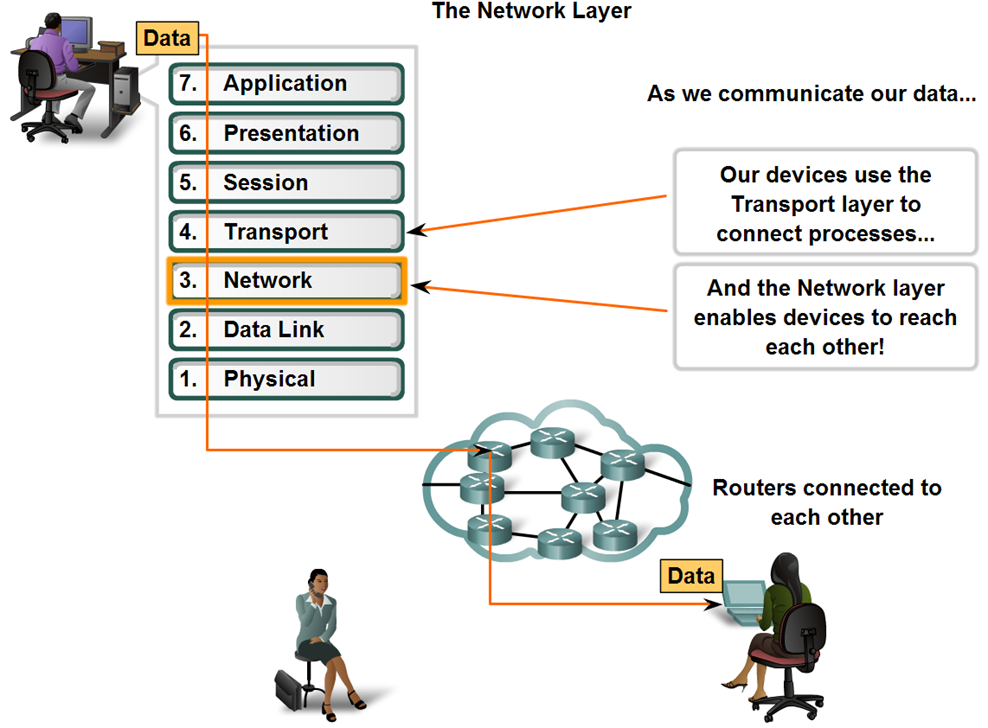 The Network Layer
Data
7. Application
6. Presentation
5. Session
4. Transport
3. Network
2. Data Link
1. Physical
As we communicate our data...
Our devices use the
Transport layer to
connect processes...
And the Network layer
enables devices to reach
each other!
Routers connected to
each other
Data